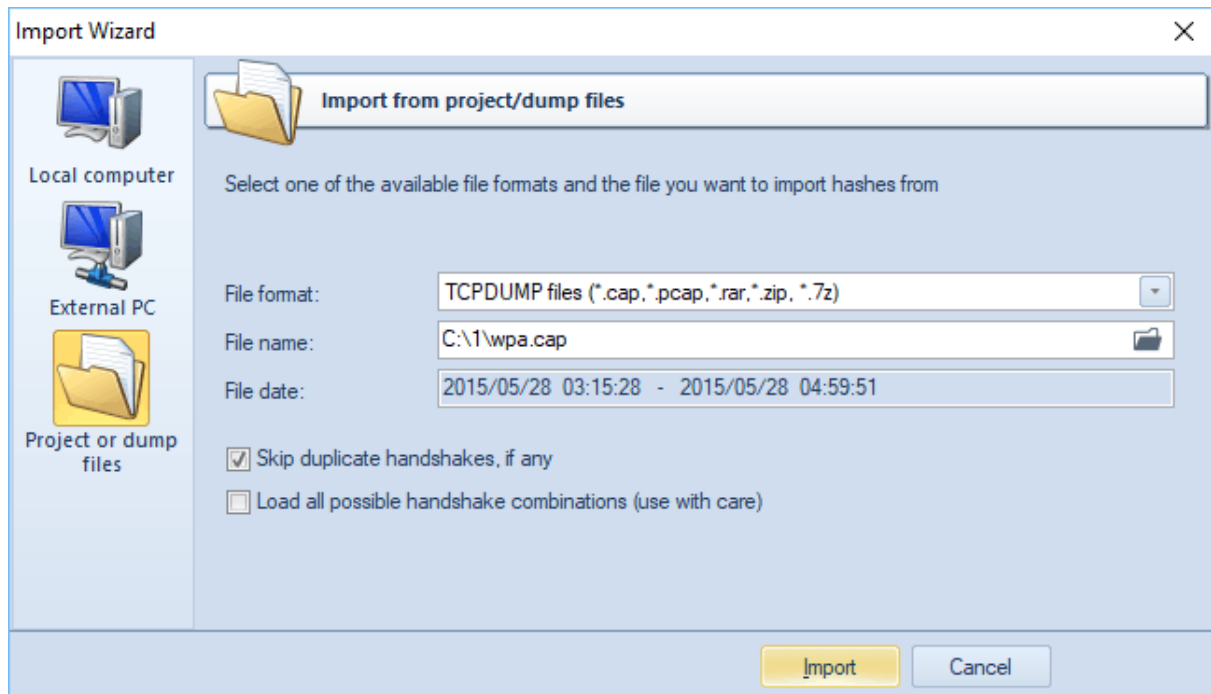 Import Wizard
Local computer
External PC
Project or dump
files
Import from project/dump files
Select one of the available file formats and the file you want to import hashes from
File format:
TCPDUMP files (*.cap,*.pcap,*.rar,*.zip, *.7z)
File name:
C:\1\wpa.cap
File date:
2015/05/28 03:15:28 - 2015/05/28 04:59:51
Skip duplicate handshakes, if any
Load all possible handshake combinations (use with care)
Import
Cancel